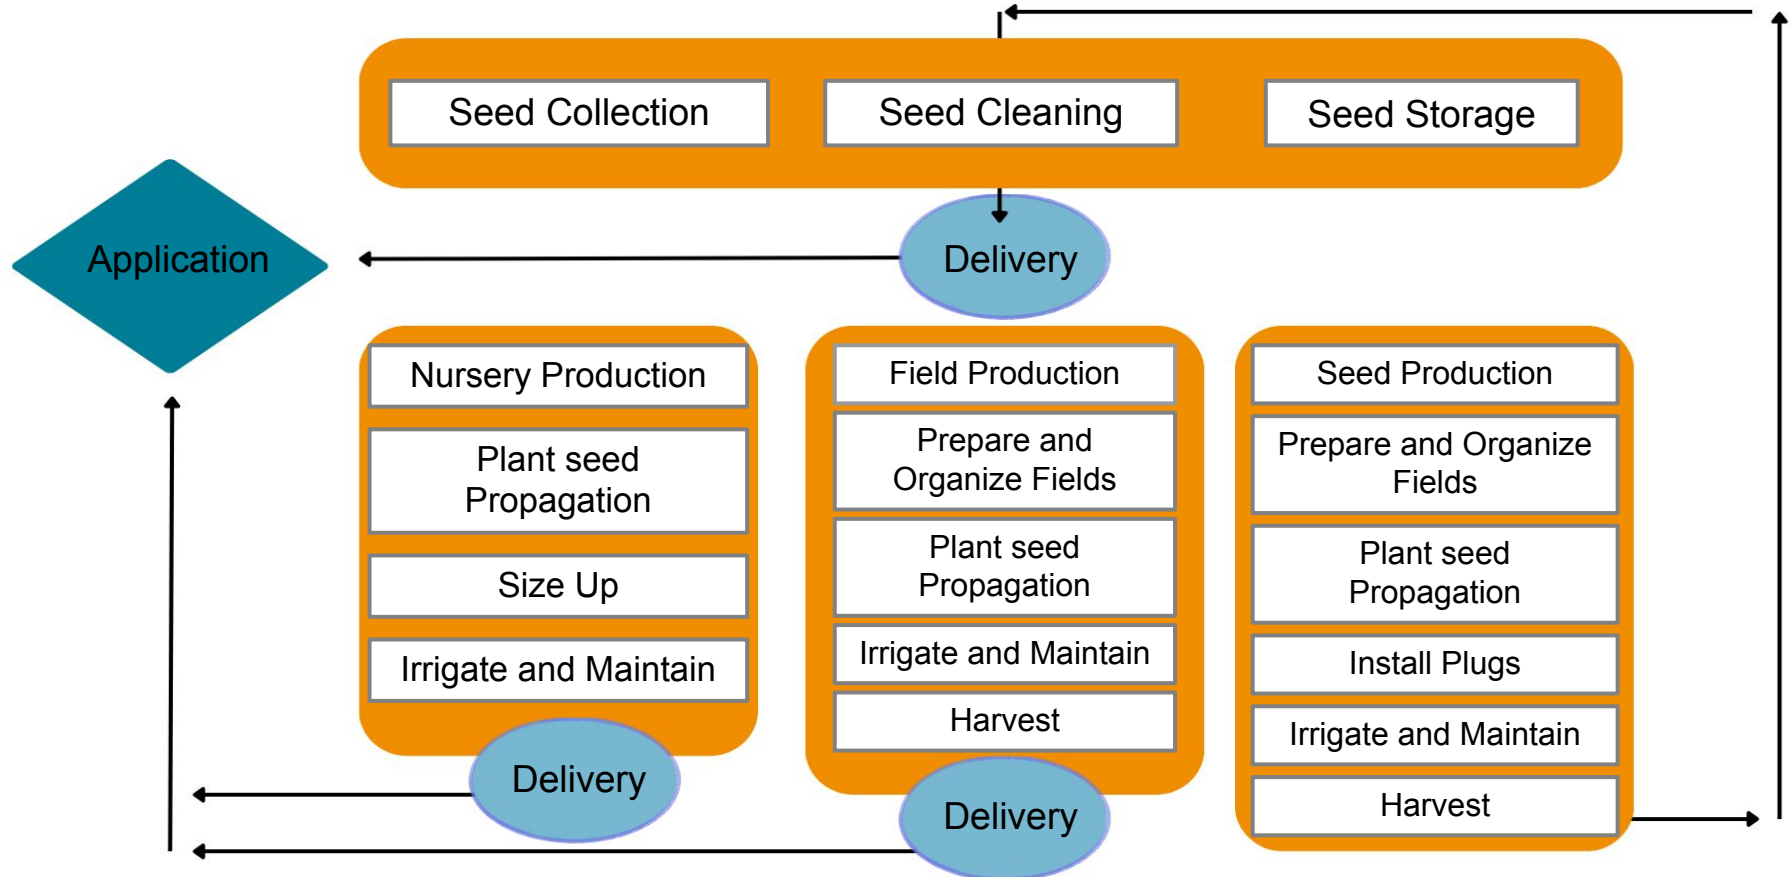 Seed Collection
Seed Cleaning
Seed Storage
Application
Delivery
Nursery Production
Plant seed
Propagation
Size Up
Irrigate and Maintain
Delivery
Field Production
Prepare and
Organize Fields
Plant seed
Propagation
Irrigate and Maintain
Harvest
Delivery
Seed Production
Prepare and Organize
Fields
Plant seed
Propagation
Install Plugs
Irrigate and Maintain
Harvest